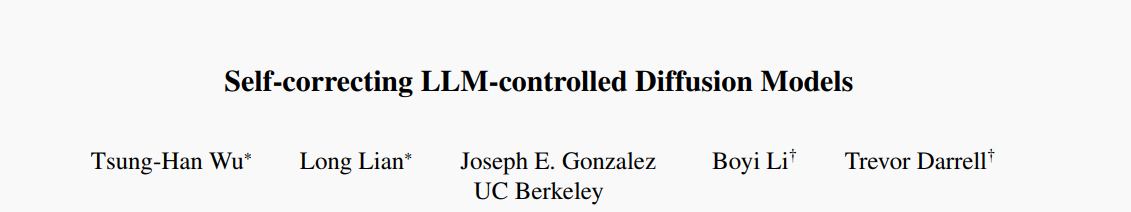 Self-correcting LLM-controlled Diffusion Models
Tsung-Han Wu* Long Lian* Joseph E. Gonzalez Boyi Li† Trevor Darrell†
UC Berkeley